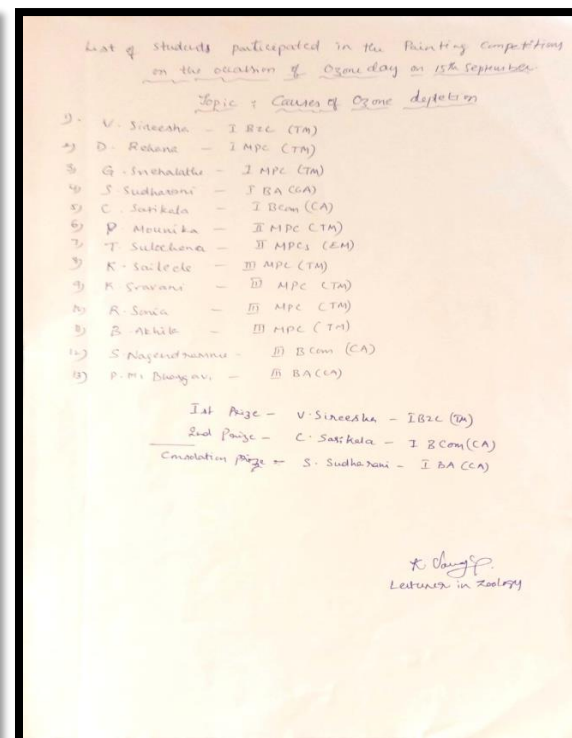 List of students participated in the Painting Competitions
on the occasion of Ozone day on 15th September
Topic : Causes of Ozone depletion
1). V. Sireesha - I BZC (TM)
2) D. Rehana - I MPC (TM)
3) G. Snehalatha - I MPC (TM)
4) S. Sudharani - I BA (CA)
5) C. Sasikala - I BCom (CA)
6) P. Mounika - II MPC (TM)
7) T. Sulochana - II MPCs (EM)
8) K. Saileela - III MPC (TM)
9) K. Sravani - III MPC (TM)
10) R. Sonia - III MPC (TM)
11) B. Akhila - III MPC (TM)
12) S. Nagendramma - III BCom (CA)
13) Bhargavi - III BA (CA)
Ist Prize - V. Sireesha - I BZC (TM)
2nd Prize - C. Sasikala - I BCom (CA)
Consolation prize - S. Sudharani - I BA (CA)
Lecturer in Zoology